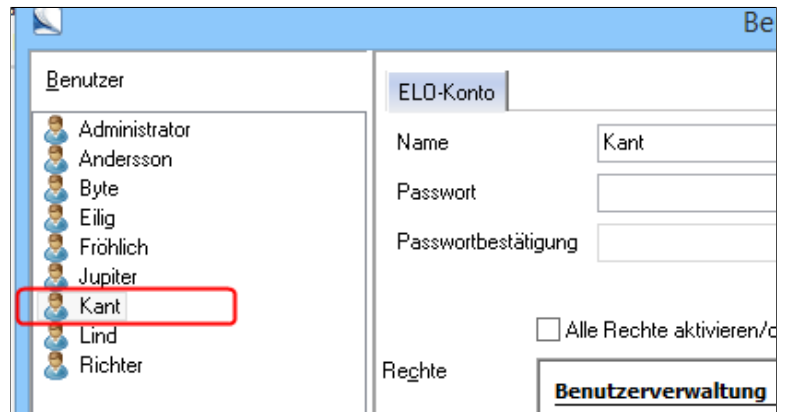 Be
Benutzer
Administrator
Andersson
Byte
Eilig
Fröhlich
Jupiter
Kant
Lind
Richter
ELO-Konto
Name
Kant
Passwort
Passwortbestätigung
Alle Rechte aktivieren/
Rechte
Benutzerverwaltung